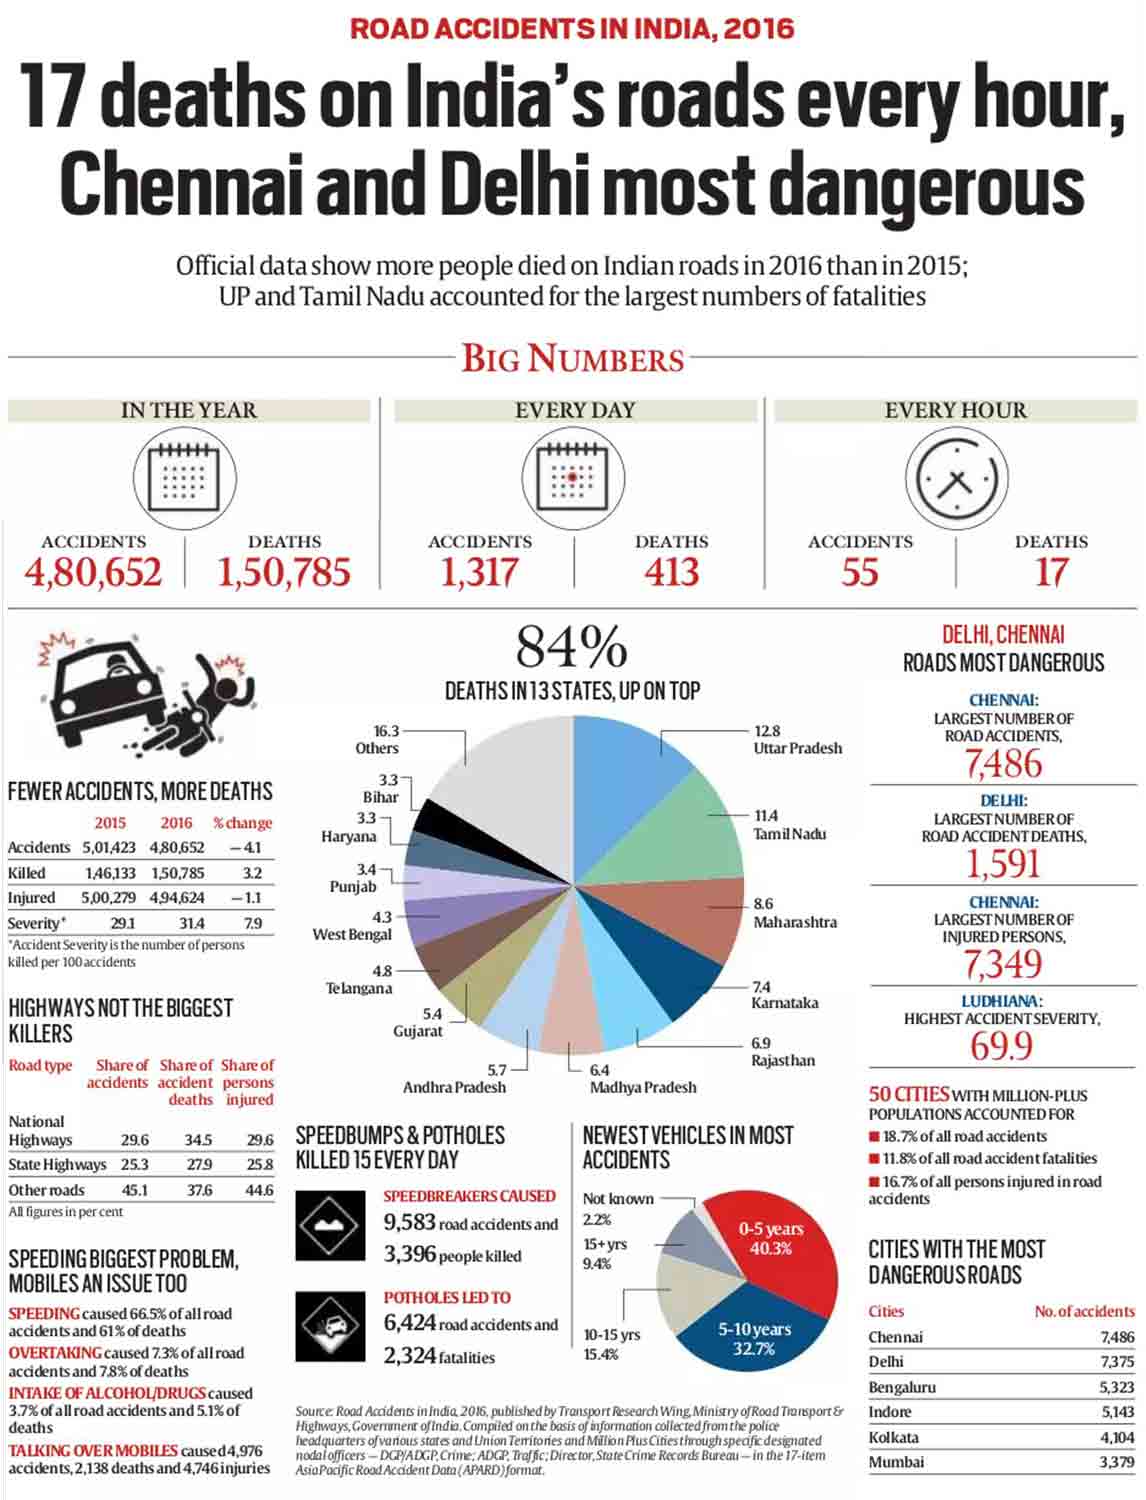 ROAD ACCIDENTS IN INDIA, 2016
17 deaths on India's roads every hour,
Chennai and Delhi most dangerous
Official data show more people died on Indian roads in 2016 than in 2015;
UP and Tamil Nadu accounted for the largest numbers of fatalities
BIG NUMBERS
IN THE YEAR
ACCIDENTS DEATHS
4,80,652 1,50,785
EVERY DAY
ACCIDENTS DEATHS
1,317 413
EVERY HOUR
ACCIDENTS DEATHS
55 17
FEWER ACCIDENTS, MORE DEATHS
2015 2016 % change
Accidents 5,01,423 4,80,652 —4.1
Killed 1,46,133 1,50,785 3.2
Injured 5,00,279 4,94,624 —1.1
Severity* 29.1 31.4 7.9
*Accident Severity is the number of persons
killed per 100 accidents
HIGHWAYS NOT THE BIGGEST
KILLERS
Road type Share of Share of Share of
accidents accident persons
deaths injured
National
Highways 29.6 34.5 29.6
State Highways 25.3 27.9 25.8
Other roads 45.1 37.6 44.6
All figures in per cent
SPEEDING BIGGEST PROBLEM,
MOBILES AN ISSUE TOO
SPEEDING caused 66.5% of all road
accidents and 61% of deaths
OVERTAKING caused 7.3% of all road
accidents and 7.8% of deaths
INTAKE OF ALCOHOL/DRUGS caused
3.7% of all road accidents and 5.1% of
deaths
TALKING OVER MOBILES caused 4,976
accidents, 2,138 deaths and 4,746 injuries
84%
DEATHS IN 13 STATES, UP ON TOP
12.8
Uttar Pradesh
11.4
Tamil Nadu
8.6
Maharashtra
7.4
Karnataka
6.9
Rajasthan
6.4
Madhya Pradesh
5.7
Andhra Pradesh
5.4
Gujarat
4.8
Telangana
4.3
West Bengal
3.4
Punjab
3.3
Haryana
3.3
Bihar
16.3
Others
SPEEDBUMPS & POTHOLES
KILLED 15 EVERY DAY
SPEEDBREAKERS CAUSED
9,583 road accidents and
3,396 people killed
POTHOLES LED TO
6,424 road accidents and
2,324 fatalities
NEWEST VEHICLES IN MOST
ACCIDENTS
Not known
2.2%
15+ yrs
9.4%
10-15 yrs
15.4%
0-5 years
40.3%
5-10 years
32.7%
Source: Road Accidents in India, 2016, published by Transport Research Wing, Ministry of Road Transport &
Highways, Government of India. Compiled on the basis of information collected from the police
headquarters of various states and Union Territories and Million Plus Cities through specific designated
nodal officers — DGP/ADGP, Crime; ADGP, Traffic; Director, State Crime Records Bureau — in the 17-item
Asia Pacific Road Accident Data (APARD) format.
DELHI, CHENNAI
ROADS MOST DANGEROUS
CHENNAI:
LARGEST NUMBER OF
ROAD ACCIDENTS,
7,486
DELHI:
LARGEST NUMBER OF
ROAD ACCIDENT DEATHS,
1,591
CHENNAI:
LARGEST NUMBER OF
INJURED PERSONS,
7,349
LUDHIANA:
HIGHEST ACCIDENT SEVERITY,
69.9
50 CITIES WITH MILLION-PLUS
POPULATIONS ACCOUNTED FOR
■ 18.7% of all road accidents
■ 11.8% of all road accident fatalities
■ 16.7% of all persons injured in road
accidents
CITIES WITH THE MOST
DANGEROUS ROADS
Cities No. of accidents
Chennai 7,486
Delhi 7,375
Bengaluru 5,323
Indore 5,143
Kolkata 4,104
Mumbai 3,379